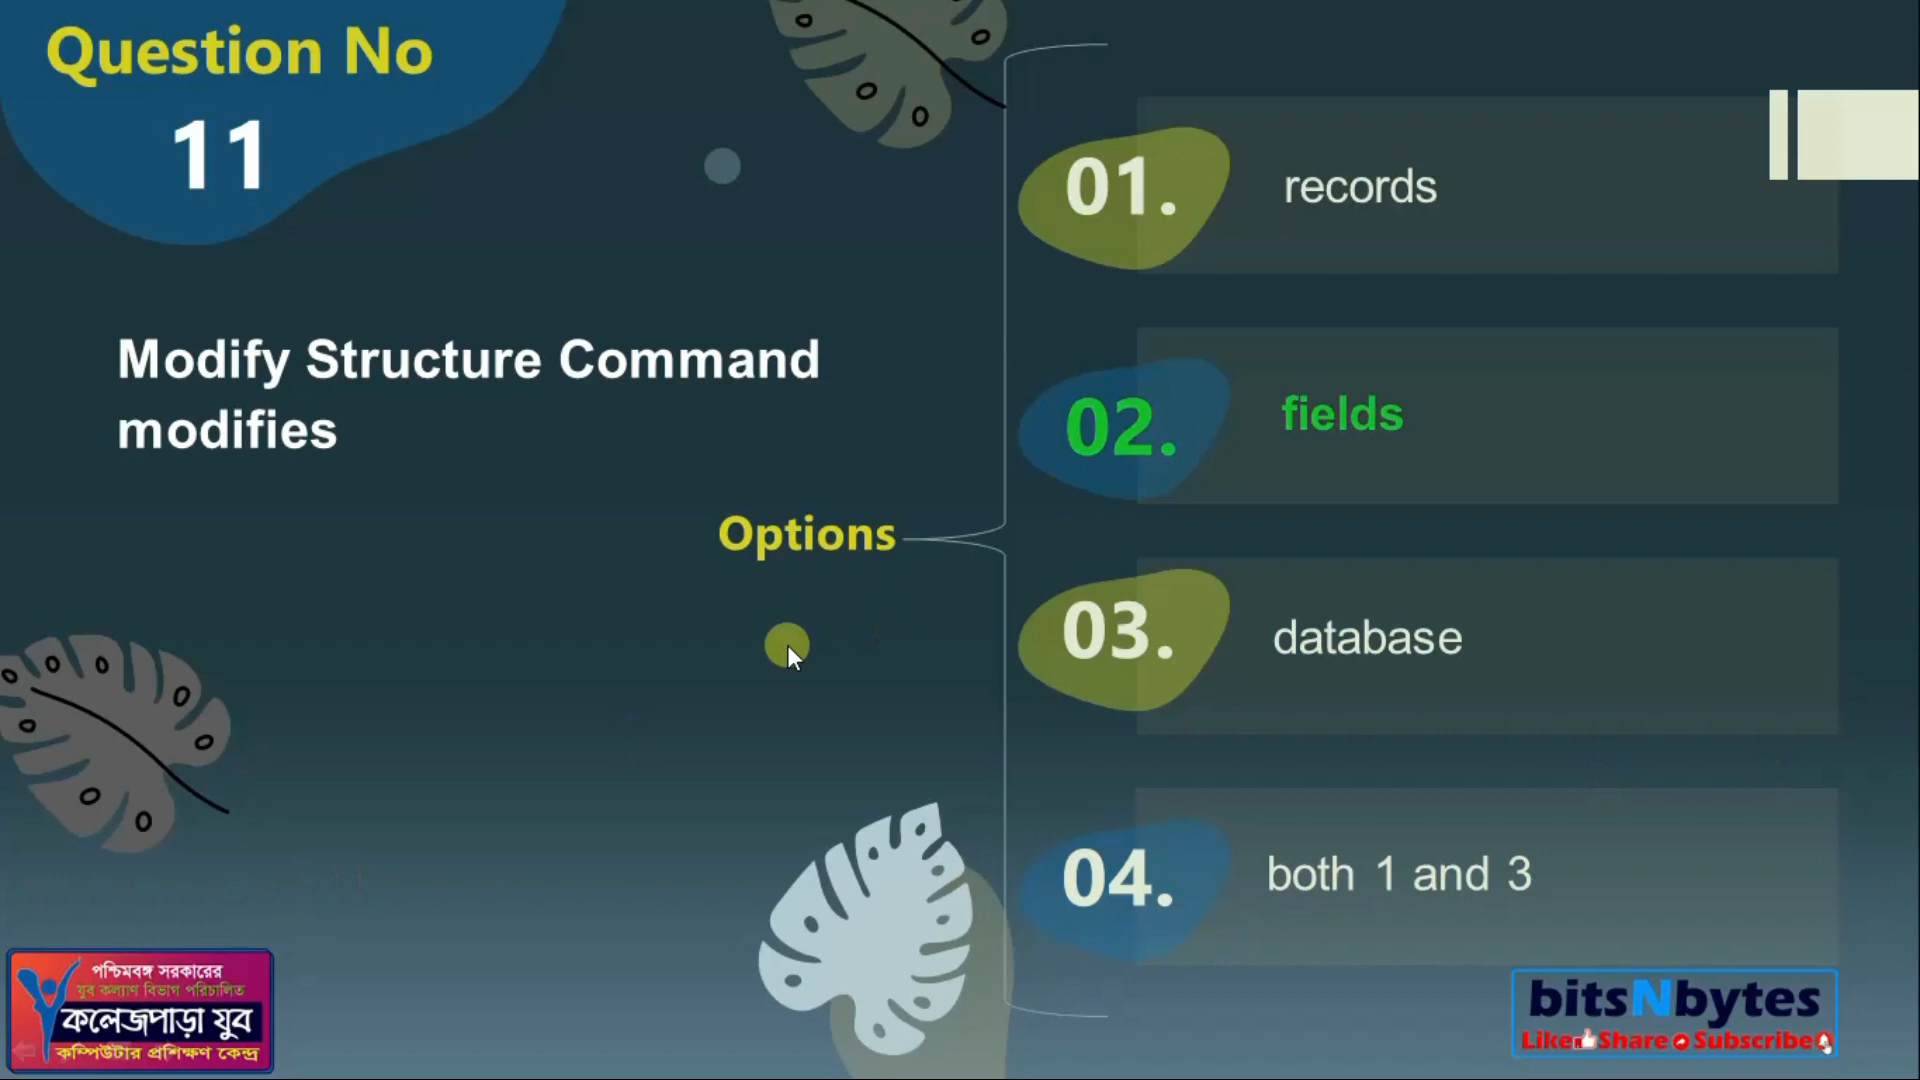 Question No
11
Modify Structure Command
modifies
Options
01.
records
02.
fields
03.
database
04.
both 1 and 3
পশ্চিমবঙ্গ সরকারের
যুব কল্যাণ বিভাগ পরিচালিত
কলেজপাড়া যুব
কম্পিউটার প্রশিক্ষণ কেন্দ্র
bitsNbytes
Like Share Subscribe